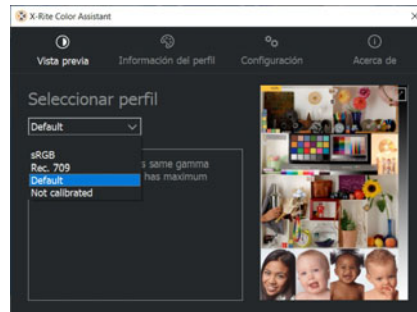 X-Rite Color Assistant
Vista previa
Información del perfil
Configuración
Acerca de
Seleccionar perfil
Default
sRGB
Rec. 709
Default
Not calibrated
s same gamma
has maximum